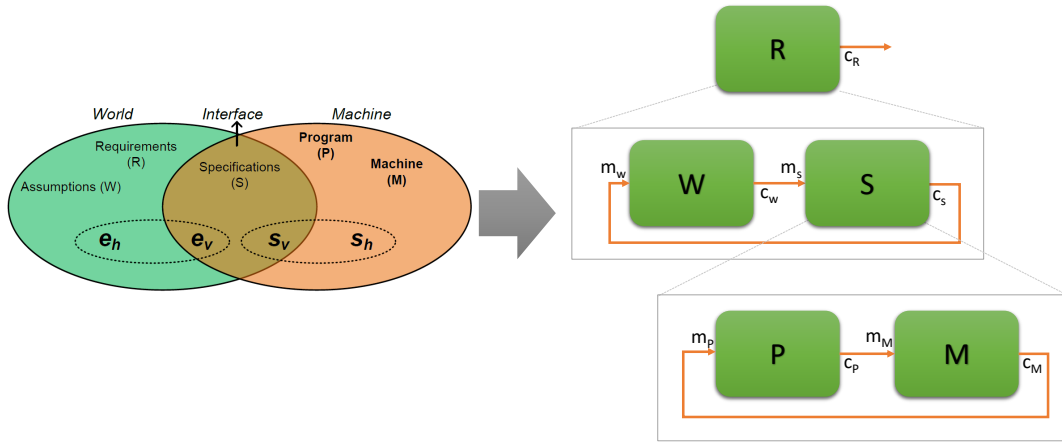 World
Interface
Machine
Requirements
(R)
Program
(P)
Assumptions (W)
Specifications
(S)
Machine
(M)
e_h
e_v
s_v
s_h
R
c_R
m_w
W
c_w
m_s
S
c_s
m_P
P
c_P
m_M
M
c_M